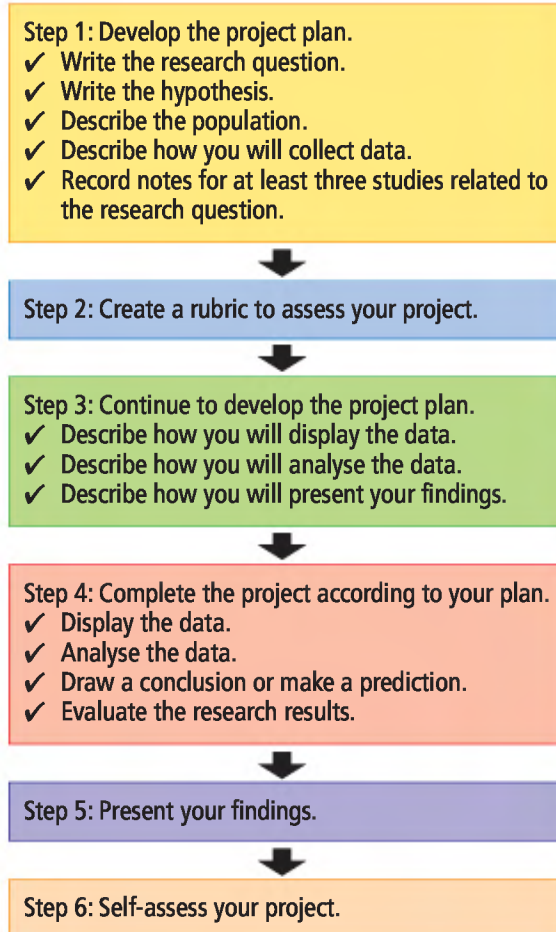 Step 1: Develop the project plan.
✓ Write the research question.
✓ Write the hypothesis.
✓ Describe the population.
✓ Describe how you will collect data.
✓ Record notes for at least three studies related to
the research question.
Step 2: Create a rubric to assess your project.
Step 3: Continue to develop the project plan.
✓ Describe how you will display the data.
✓ Describe how you will analyse the data.
✓ Describe how you will present your findings.
Step 4: Complete the project according to your plan.
✓ Display the data.
✓ Analyse the data.
✓ Draw a conclusion or make a prediction.
✓ Evaluate the research results.
Step 5: Present your findings.
Step 6: Self-assess your project.